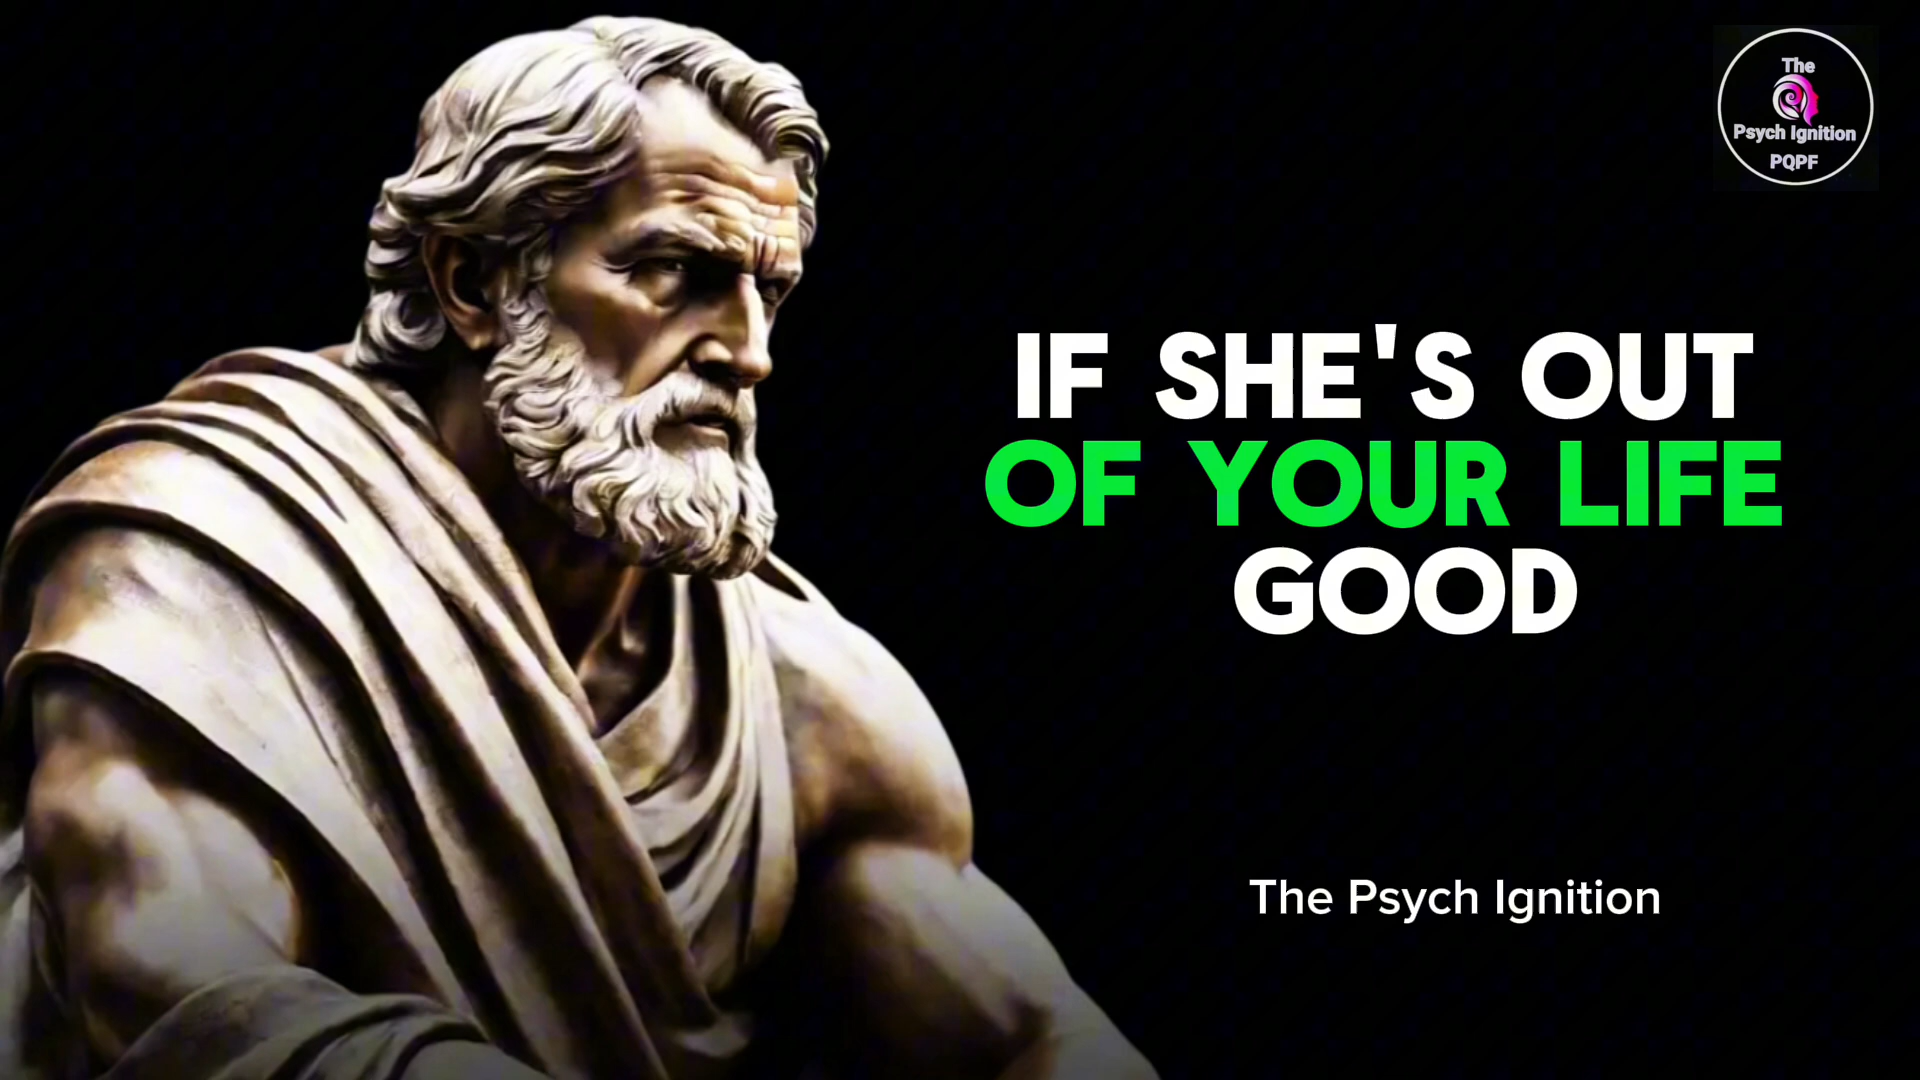 The
Psych Ignition
PQPF
IF SHE'S OUT
OF YOUR LIFE
GOOD
The Psych Ignition